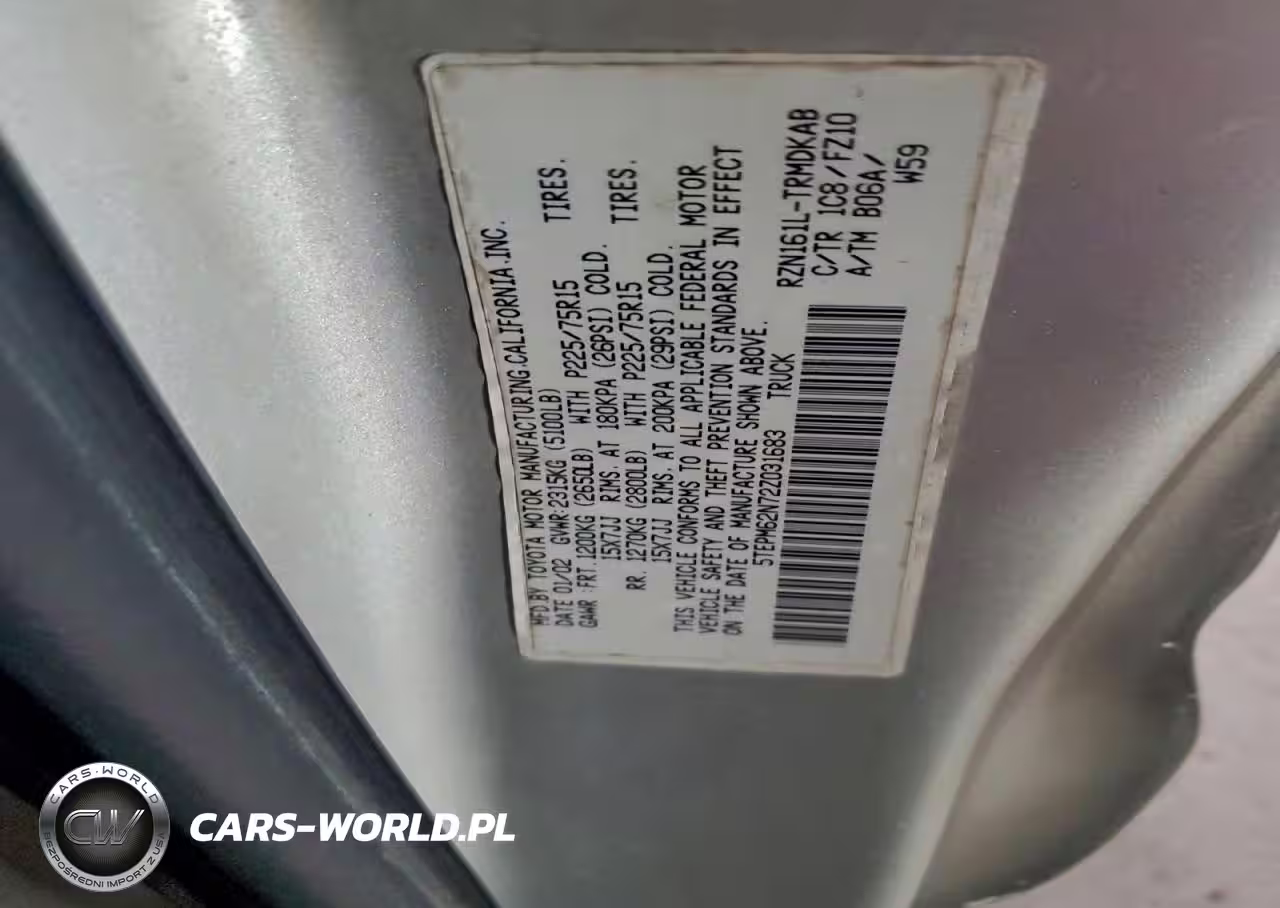 MFD.BY TOYOTA MOTOR MANUFACTURING.CALIFORNIA.INC.
DATE 01/02 GVWR:2315KG (5100LB)
GAWR :FRT.1200KG (2650LB) WITH P225/75R15 TIRES.
15X7JJ RIMS. AT 180KPA (26PSI) COLD.
RR. 1270KG (2800LB) WITH P225/75R15 TIRES.
15X7JJ RIMS. AT 200KPA (29PSI) COLD.
THIS VEHICLE CONFORMS TO ALL APPLICABLE FEDERAL MOTOR
VEHICLE SAFETY AND THEFT PREVENTION STANDARDS IN EFFECT
ON THE DATE OF MANUFACTURE SHOWN ABOVE.
5TEPM62N72Z031683 TRUCK
RZN161L-TRMDKAB
C/TR 1C8/FZ10
A/TM B06A/
W59
CARS-WORLD
CW
BEZPOŚREDNI IMPORT Z USA
CARS-WORLD.PL